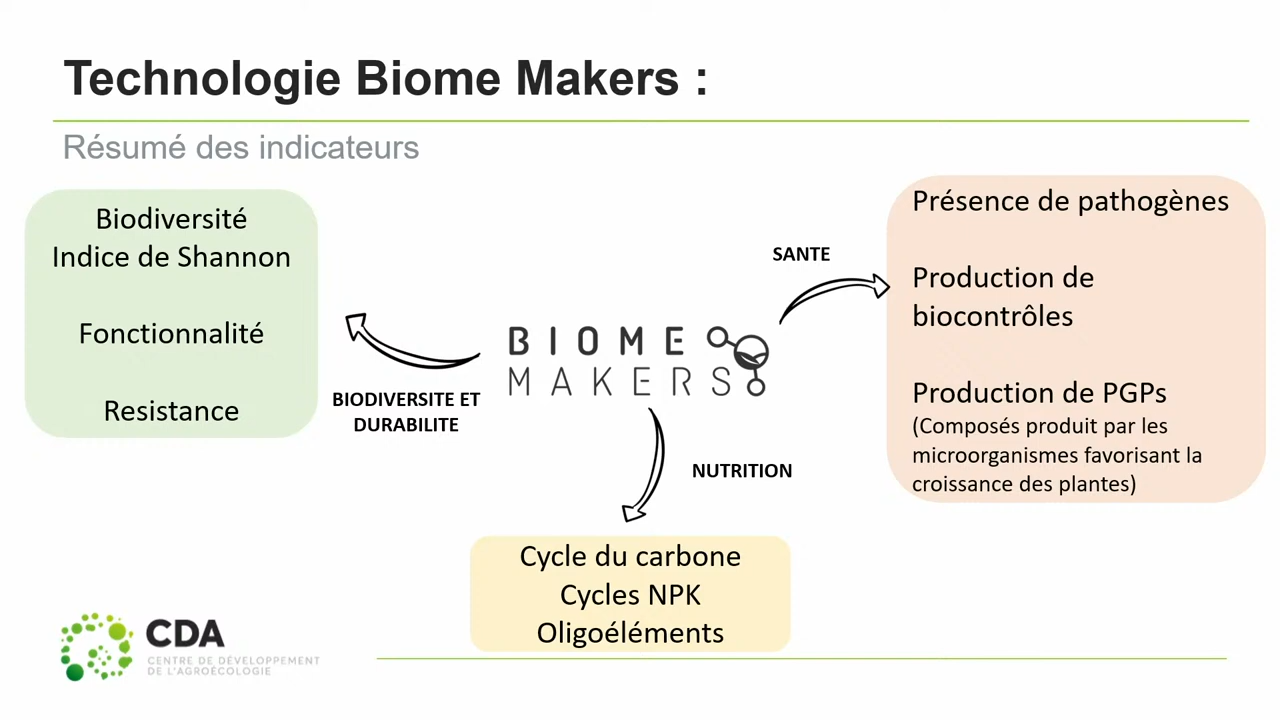 Technologie Biome Makers :
Résumé des indicateurs
Biodiversité
Indice de Shannon
Fonctionnalité
Resistance
BIODIVERSITE ET
DURABILITE
BIOME
MAKERS
SANTE
Présence de pathogènes
Production de
biocontrôles
Production de PGPs
(Composés produit par les
microorganismes favorisant la
croissance des plantes)
NUTRITION
Cycle du carbone
Cycles NPK
Oligoéléments
CDA
CENTRE DE DÉVELOPPEMENT
DE L'AGROÉCOLOGIE